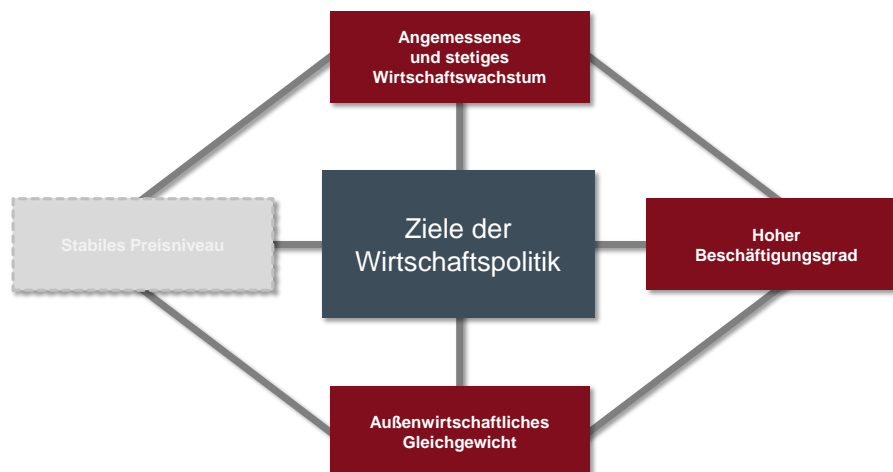 Angemessenes
und stetiges
Wirtschaftswachstum
Stabiles Preisniveau
Ziele der
Wirtschaftspolitik
Hoher
Beschäftigungsgrad
Außenwirtschaftliches
Gleichgewicht